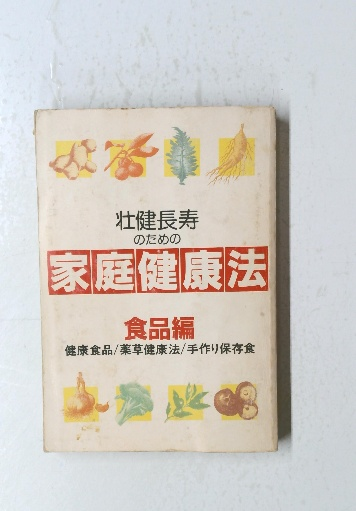 壮健長寿
のための
家庭健康法
食品編
健康食品/薬草健康法/手作り保存食